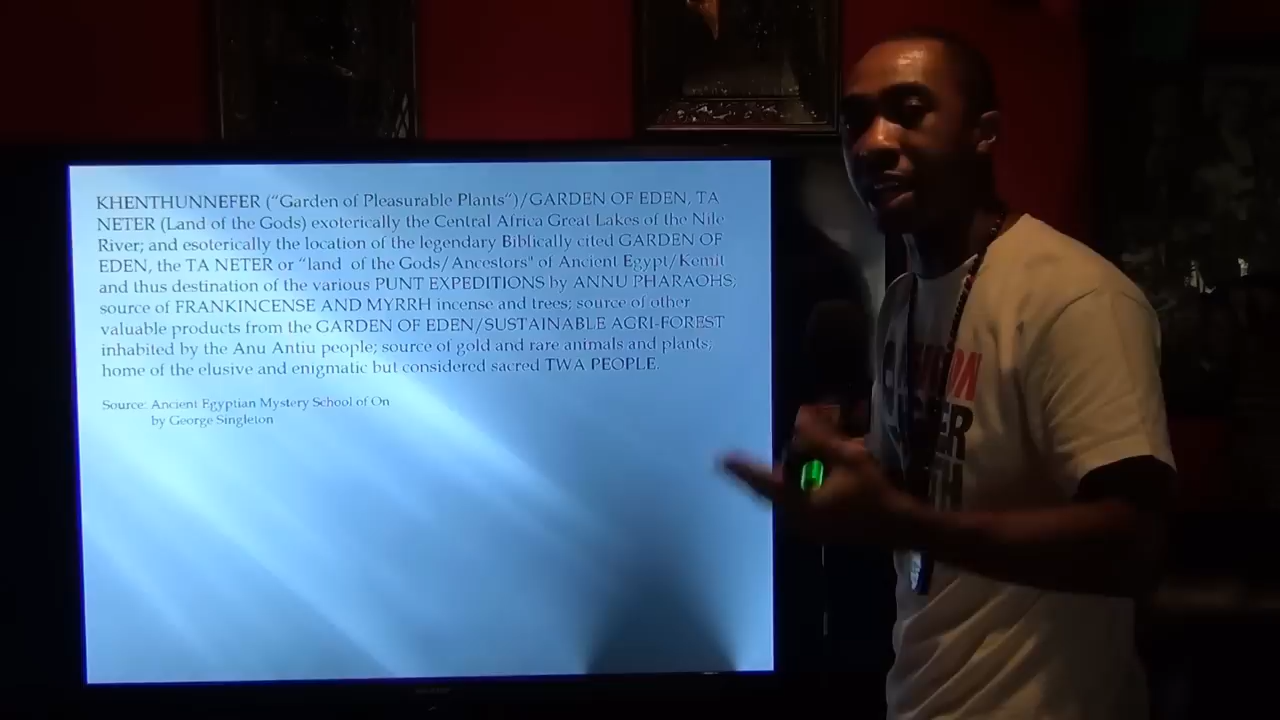 KHENTHUNNEFER ("Garden of Pleasurable Plants")/GARDEN OF EDEN, TA
NETER (Land of the Gods) exoterically the Central Africa Great Lakes of the Nile
River; and esoterically the location of the legendary Biblically cited GARDEN OF
EDEN, the TA NETER or "land of the Gods/Ancestors" of Ancient Egypt/Kemit
and thus destination of the various PUNT EXPEDITIONS by ANNU PHARAOHS;
source of FRANKINCENSE AND MYRRH incense and trees; source of other
valuable products from the GARDEN OF EDEN/SUSTAINABLE AGRI-FOREST
inhabited by the Anu Antiu people; source of gold and rare animals and plants;
home of the elusive and enigmatic but considered sacred TWA PEOPLE.
Source: Ancient Egyptian Mystery School of On
by George Singleton